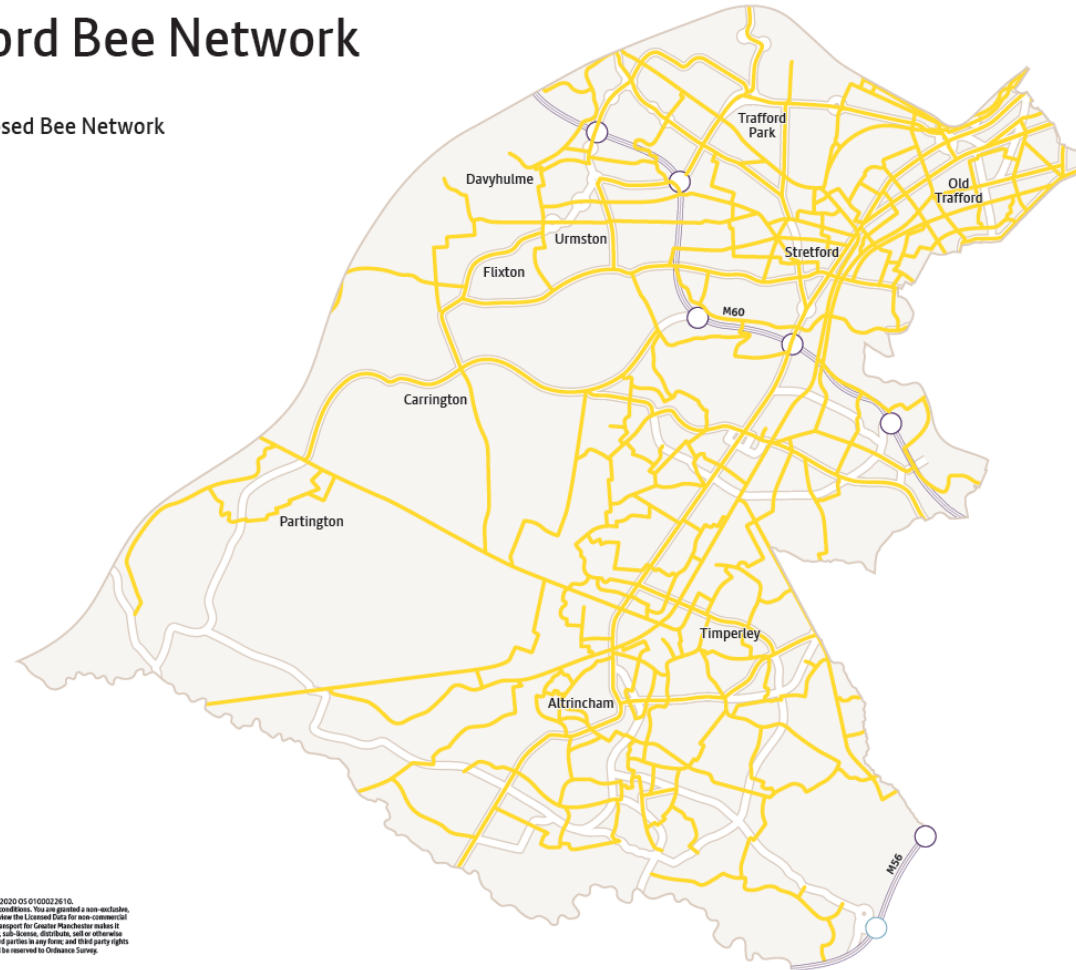 ord Bee Network
osed Bee Network
Trafford
Park
Davyhulme
Old
Trafford
Urmston
Stretford
Flixton
M60
Carrington
Partington
Timperley
Altrincham
M56
2020 OS 0100022610.
conditions. You are granted a non-exclusive,
view the Licensed Data for non-commercial
ransport for Greater Manchester makes it
, sub-license, distribute, sell or otherwise
rd parties in any form; and third party rights
l be reserved to Ordnance Survey.